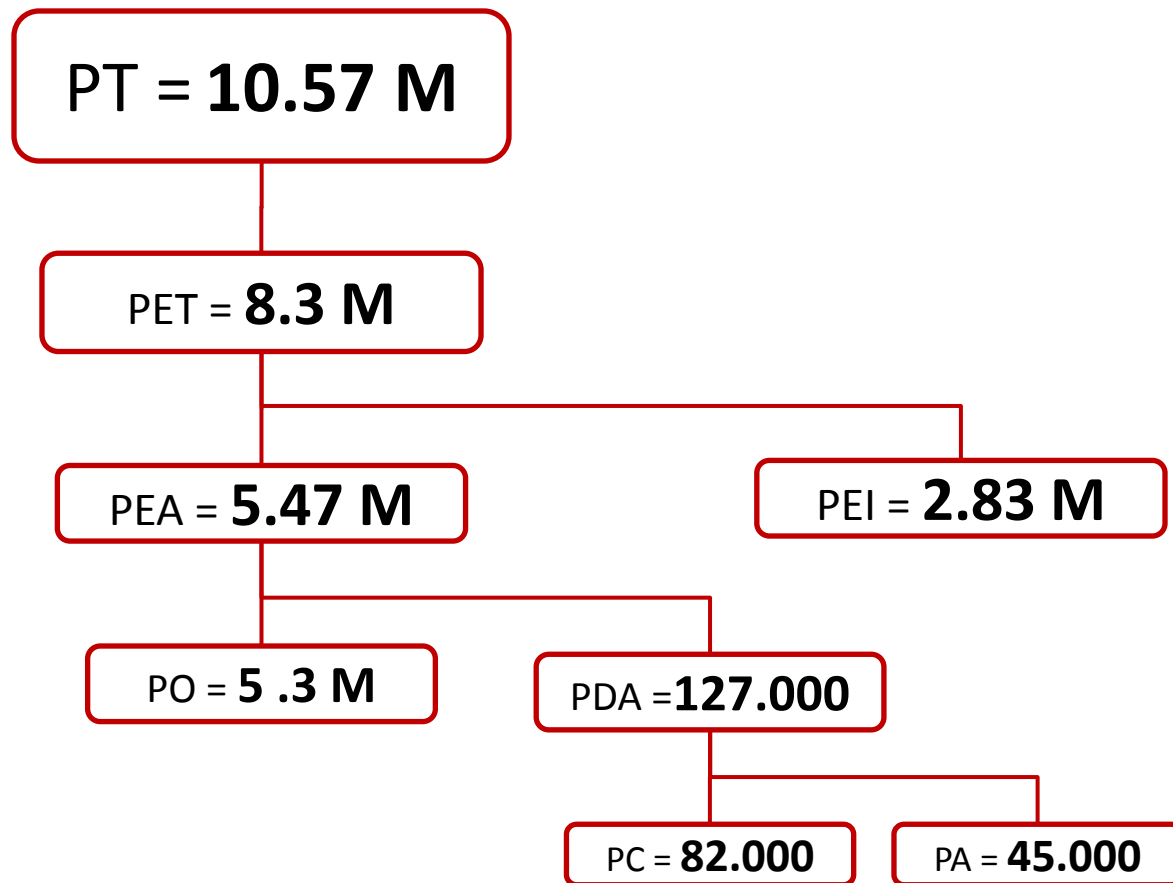 PT = 10.57 M
PET = 8.3 M
PEA = 5.47 M
PEI = 2.83 M
PO = 5 .3 M
PDA =127.000
PC = 82.000
PA = 45.000